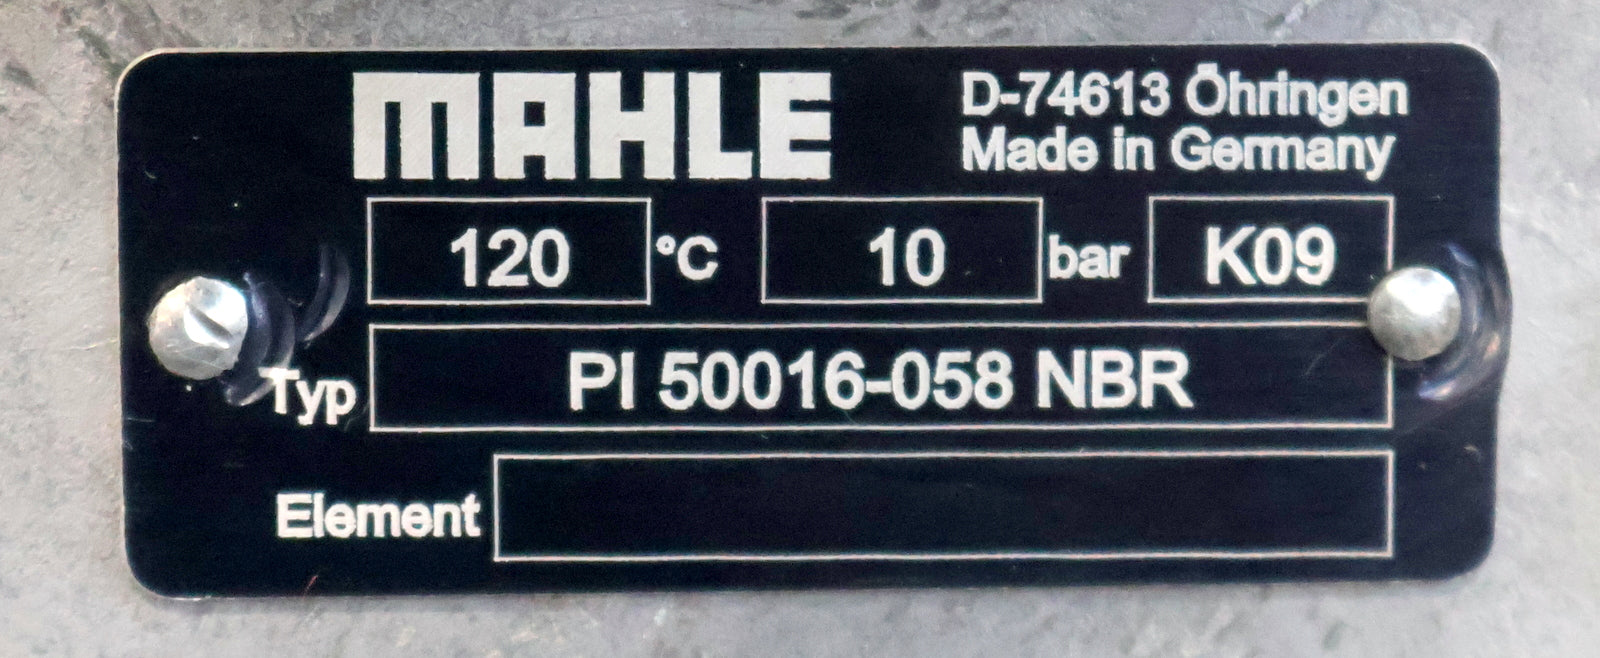 MAHLE
D-74613 Öhringen
Made in Germany
120 °C 10 bar K09
Typ PI 50016-058 NBR
Element